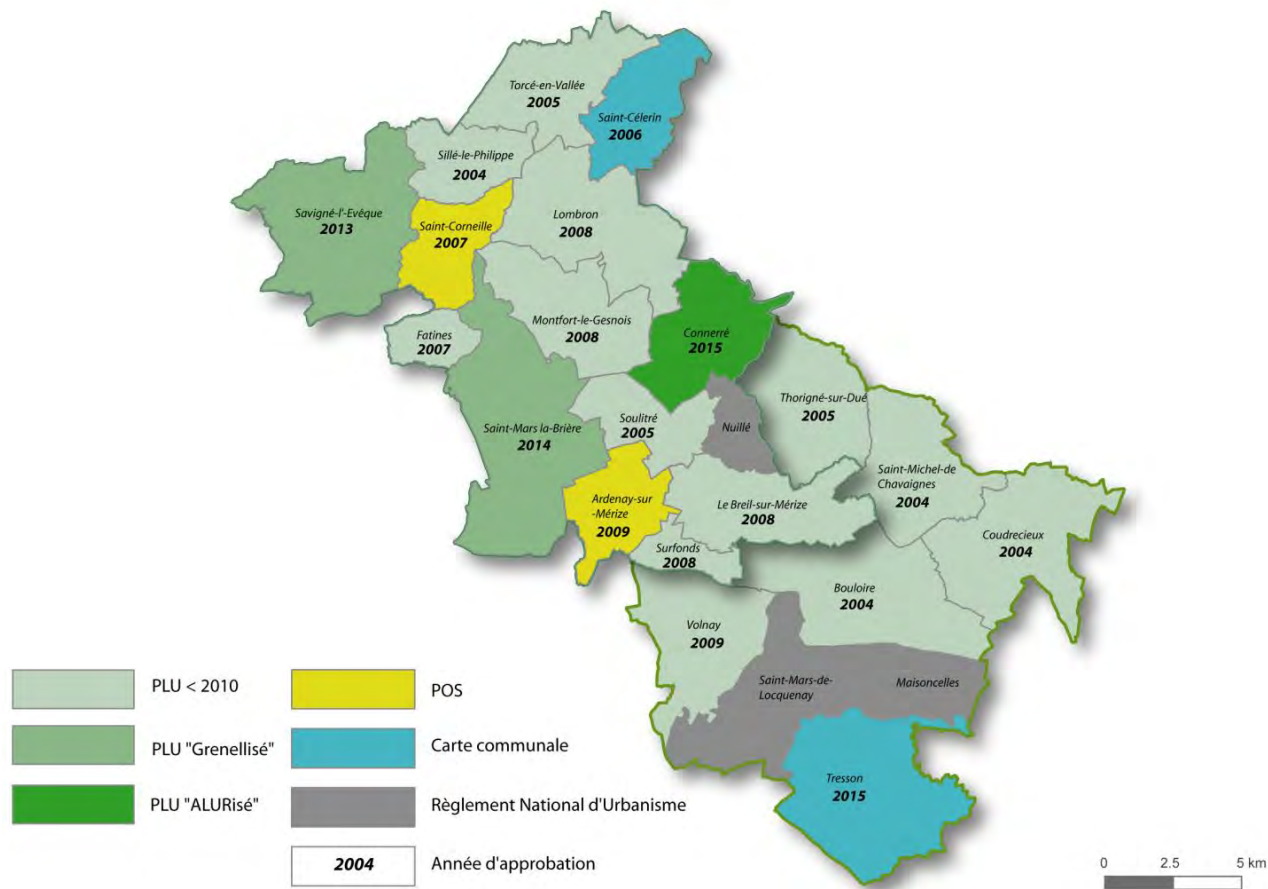 Torcé-en-Vallée
2005
Saint-Célerin
2006
Sillé-le-Philippe
2004
Savigné-l'-Evêque
2013
Saint-Corneille
2007
Lombron
2008
Fatines
2007
Montfort-le-Gesnois
2008
Connerré
2015
Saint-Mars la-Brière
2014
Soulitré
2005
Nuillé
Thorigné-sur-Dué
2005
Ardenay-sur
-Mérize
2009
Le Breil-sur-Mérize
2008
Saint-Michel-de
Chavaignes
2004
Coudrecieux
2004
Surfonds
2008
Bouloire
2004
Volnay
2009
Saint-Mars-de-
Locquenay
Maisoncelles
Tresson
2015
PLU < 2010
PLU "Grenellisé"
PLU "ALURisé"
POS
Carte communale
Règlement National d'Urbanisme
2004 Année d'approbation
0 2.5 5 km